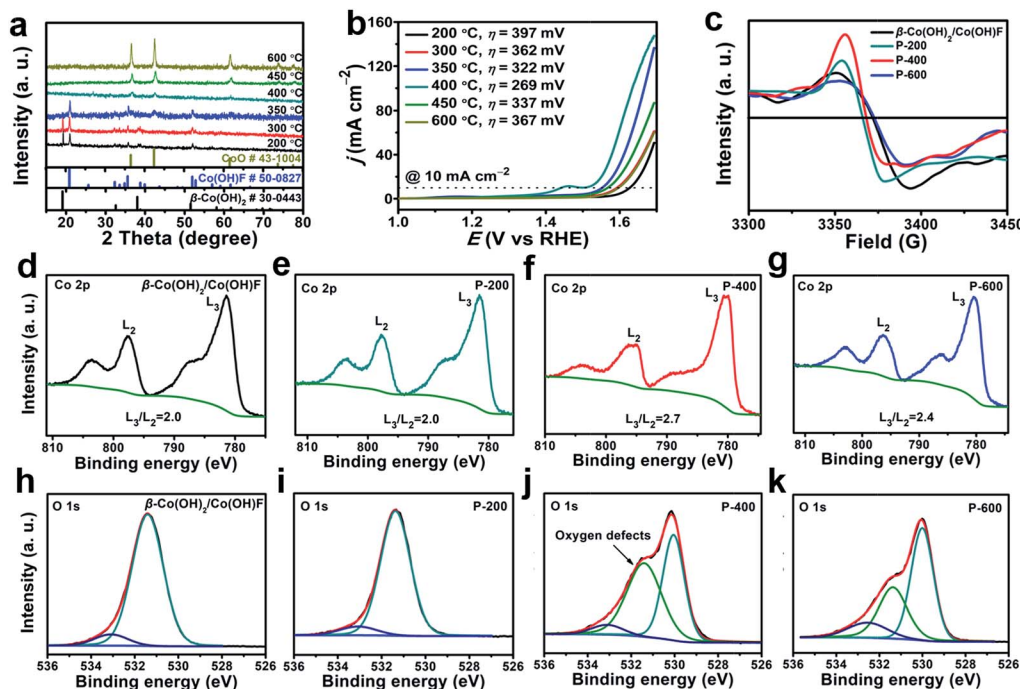 a
Intensity (a. u.)
600 °C
450 °C
400 °C
350 °C
300 °C
200 °C
CoO # 43-1004
Co(OH)F # 50-0827
β-Co(OH)₂ # 30-0443
20 30 40 50 60 70 80
2 Theta (degree)
b
j (mA cm⁻²)
160
120
80
40
0
200 °C, η = 397 mV
300 °C, η = 362 mV
350 °C, η = 322 mV
400 °C, η = 269 mV
450 °C, η = 337 mV
600 °C, η = 367 mV
@ 10 mA cm⁻²
1.0 1.2 1.4 1.6
E (V vs RHE)
c
Intensity (a. u.)
β-Co(OH)₂/Co(OH)F
P-200
P-400
P-600
3300 3350 3400 3450
Field (G)
d
Intensity (a. u.)
Co 2p
β-Co(OH)₂/Co(OH)F
L₃
L₂
L₃/L₂=2.0
810 800 790 780
Binding energy (eV)
e
Co 2p
P-200
L₃
L₂
L₃/L₂=2.0
810 800 790 780
Binding energy (eV)
f
Co 2p
P-400
L₃
L₂
L₃/L₂=2.7
810 800 790 780
Binding energy (eV)
g
Co 2p
P-600
L₃
L₂
L₃/L₂=2.4
810 800 790 780
Binding energy (eV)
h
Intensity (a. u.)
O 1s
β-Co(OH)₂/Co(OH)F
536 534 532 530 528 526
Binding energy (eV)
i
O 1s
P-200
536 534 532 530 528 526
Binding energy (eV)
j
O 1s
P-400
Oxygen defects
536 534 532 530 528 526
Binding energy (eV)
k
O 1s
P-600
536 534 532 530 528 526
Binding energy (eV)